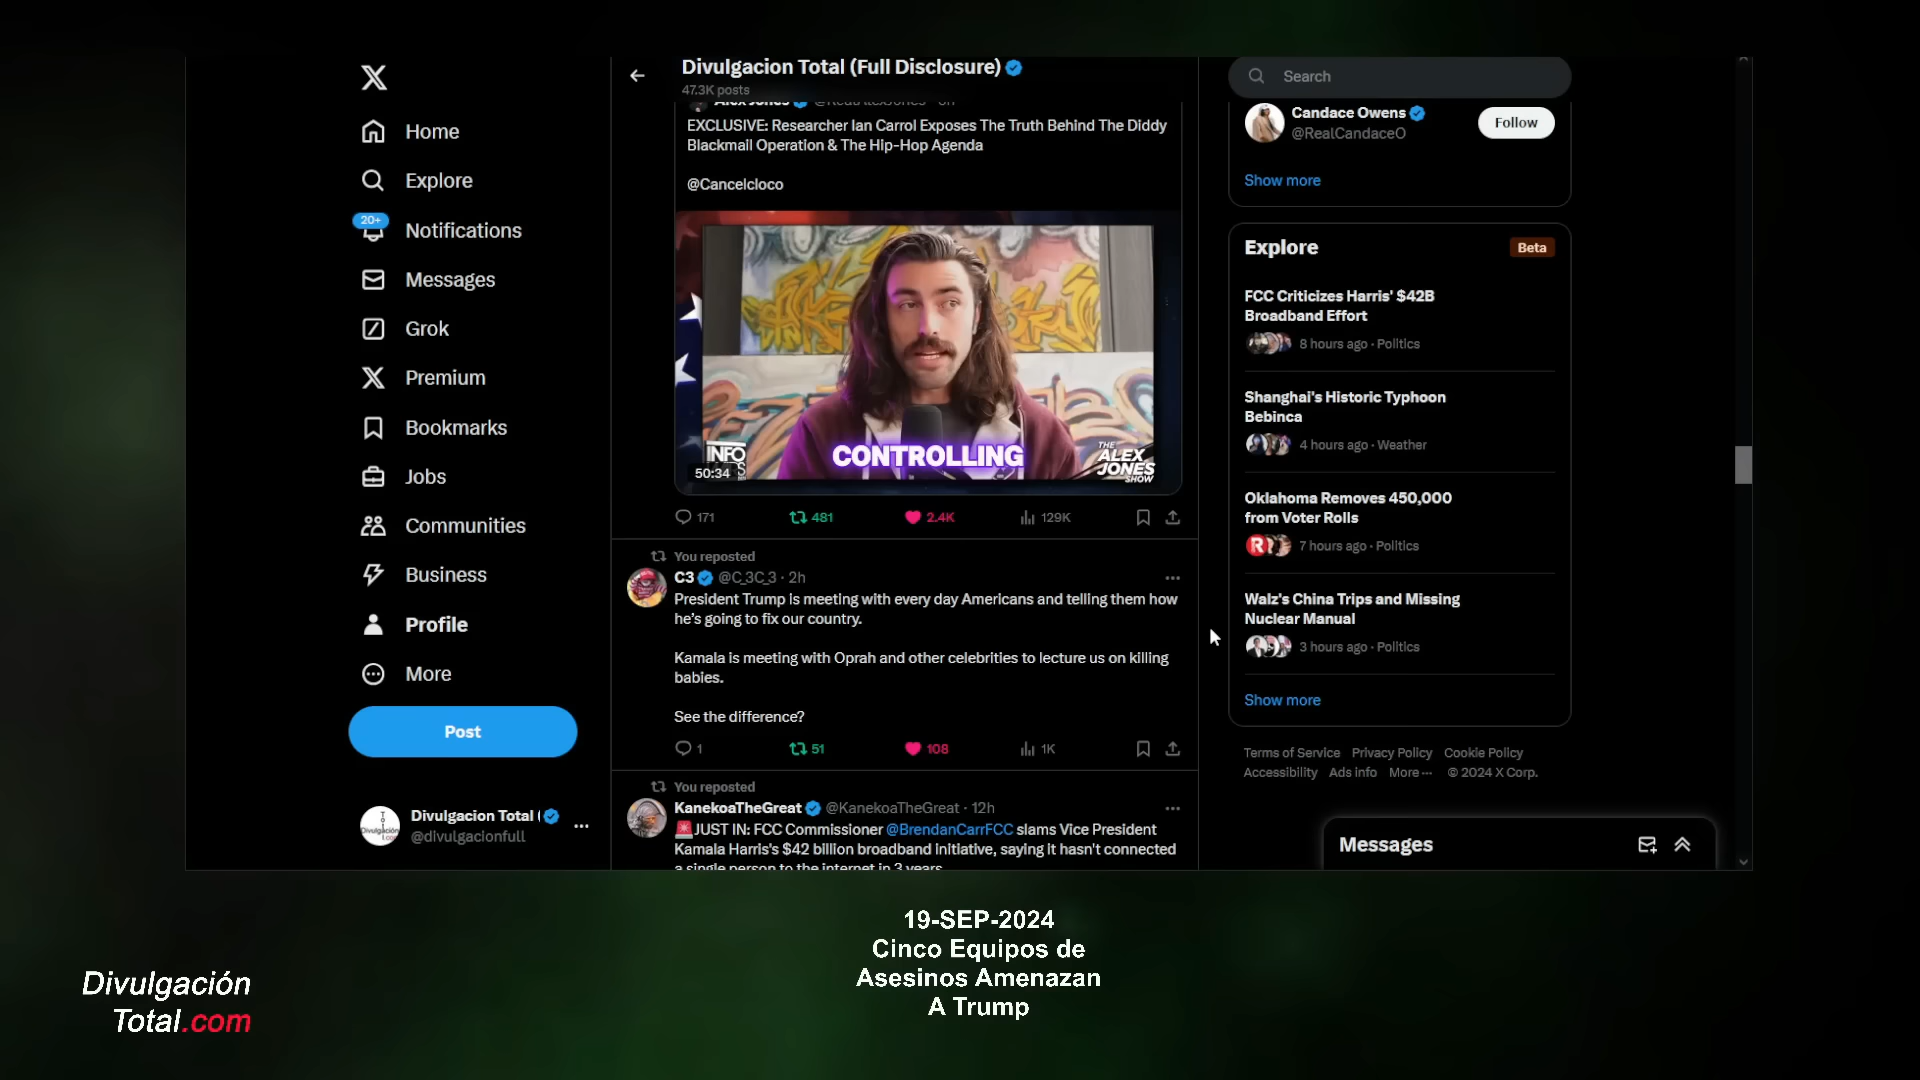 Home
Explore
20+
Notifications
Messages
Grok
Premium
Bookmarks
Jobs
Communities
Business
Profile
More
Post
Divulgacion Total (
@divulgacionfull
Divulgacion Total (Full Disclosure)
47.3K posts
Alex Jones @RealAlexJones · 6h
EXCLUSIVE: Researcher Ian Carrol Exposes The Truth Behind The Diddy
Blackmail Operation & The Hip-Hop Agenda
@Cancelcloco
CONTROLLING
INFO
50:34
THE
ALEX
JONES
SHOW
171 481 2.4K 129K
You reposted
C3 @C_3C_3 · 2h
President Trump is meeting with every day Americans and telling them how
he's going to fix our country.
Kamala is meeting with Oprah and other celebrities to lecture us on killing
babies.
See the difference?
1 51 108 1K
You reposted
KanekoaTheGreat @KanekoaTheGreat · 12h
JUST IN: FCC Commissioner @BrendanCarrFCC slams Vice President
Kamala Harris's $42 billion broadband initiative, saying it hasn't connected
a single person to the internet in 3 years.
Search
Candace Owens
@RealCandaceO
Follow
Show more
Explore
Beta
FCC Criticizes Harris' $42B
Broadband Effort
8 hours ago · Politics
Shanghai's Historic Typhoon
Bebinca
4 hours ago · Weather
Oklahoma Removes 450,000
from Voter Rolls
7 hours ago · Politics
Walz's China Trips and Missing
Nuclear Manual
3 hours ago · Politics
Show more
Terms of Service Privacy Policy Cookie Policy
Accessibility Ads info More ··· © 2024 X Corp.
Messages
19-SEP-2024
Cinco Equipos de
Asesinos Amenazan
A Trump
Divulgación
Total.com